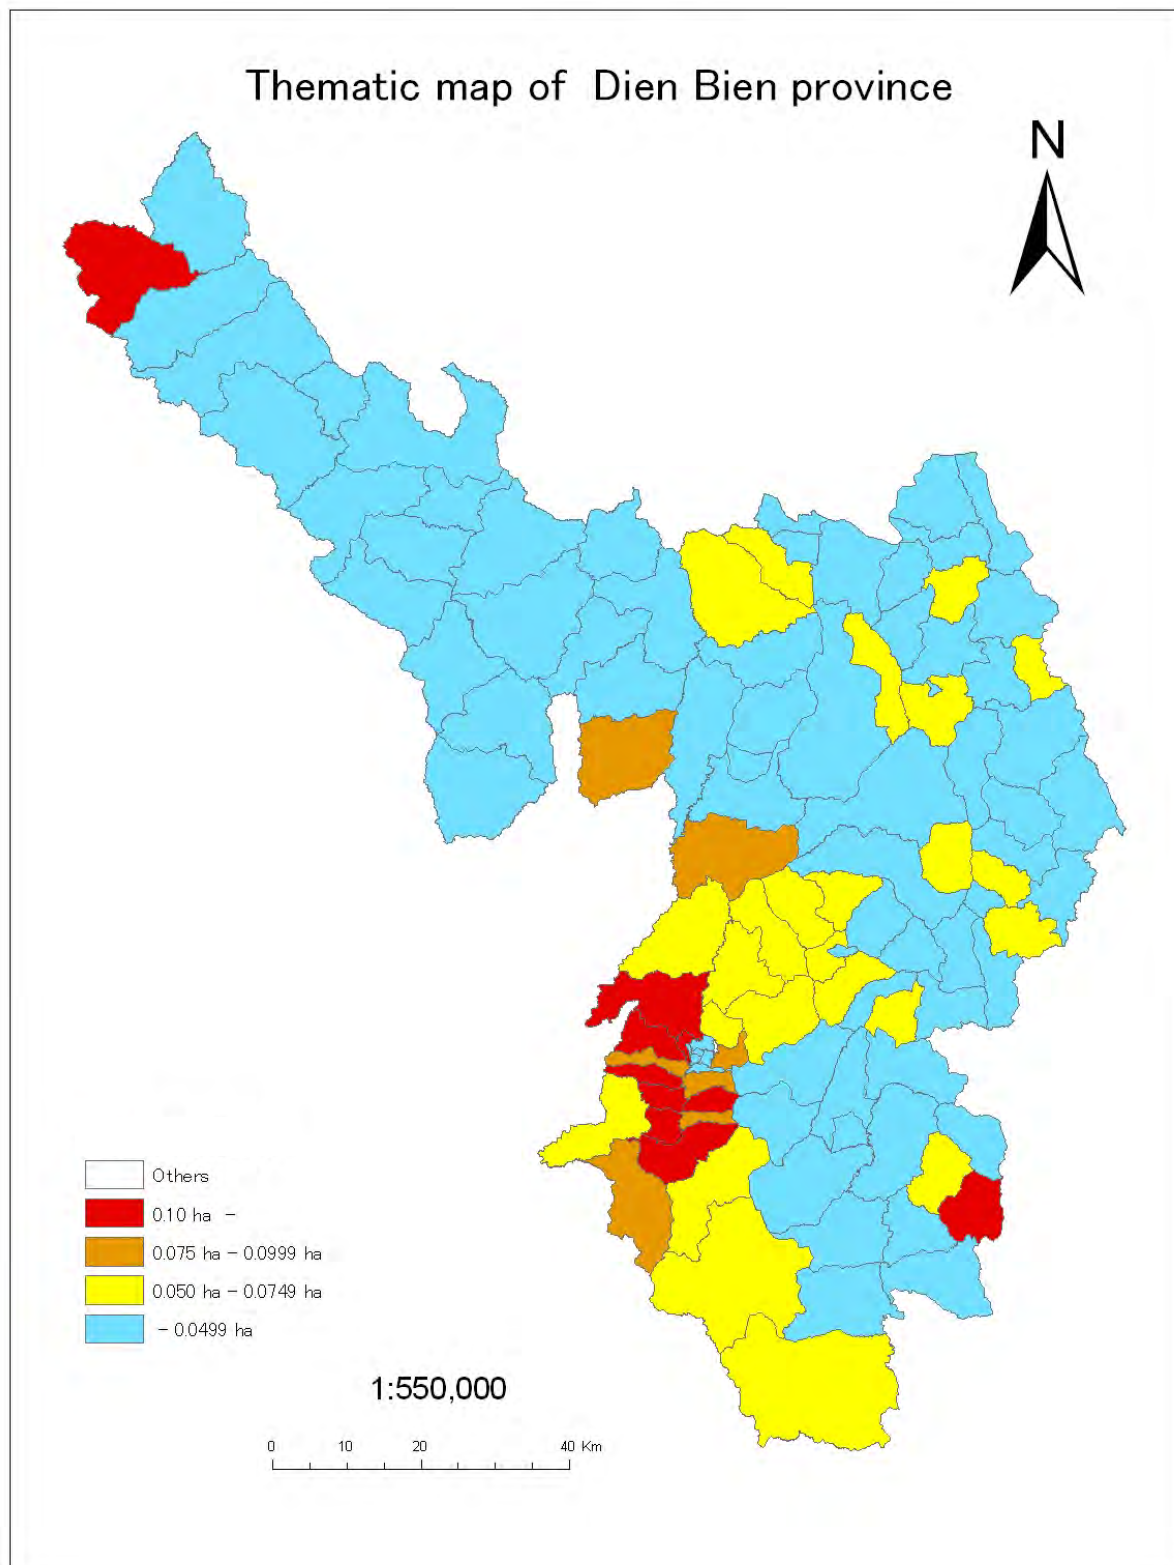 Thematic map of Dien Bien province
N
Others
0.10 ha -
0.075 ha - 0.0999 ha
0.050 ha - 0.0749 ha
- 0.0499 ha
1:550,000
0 10 20 40 Km